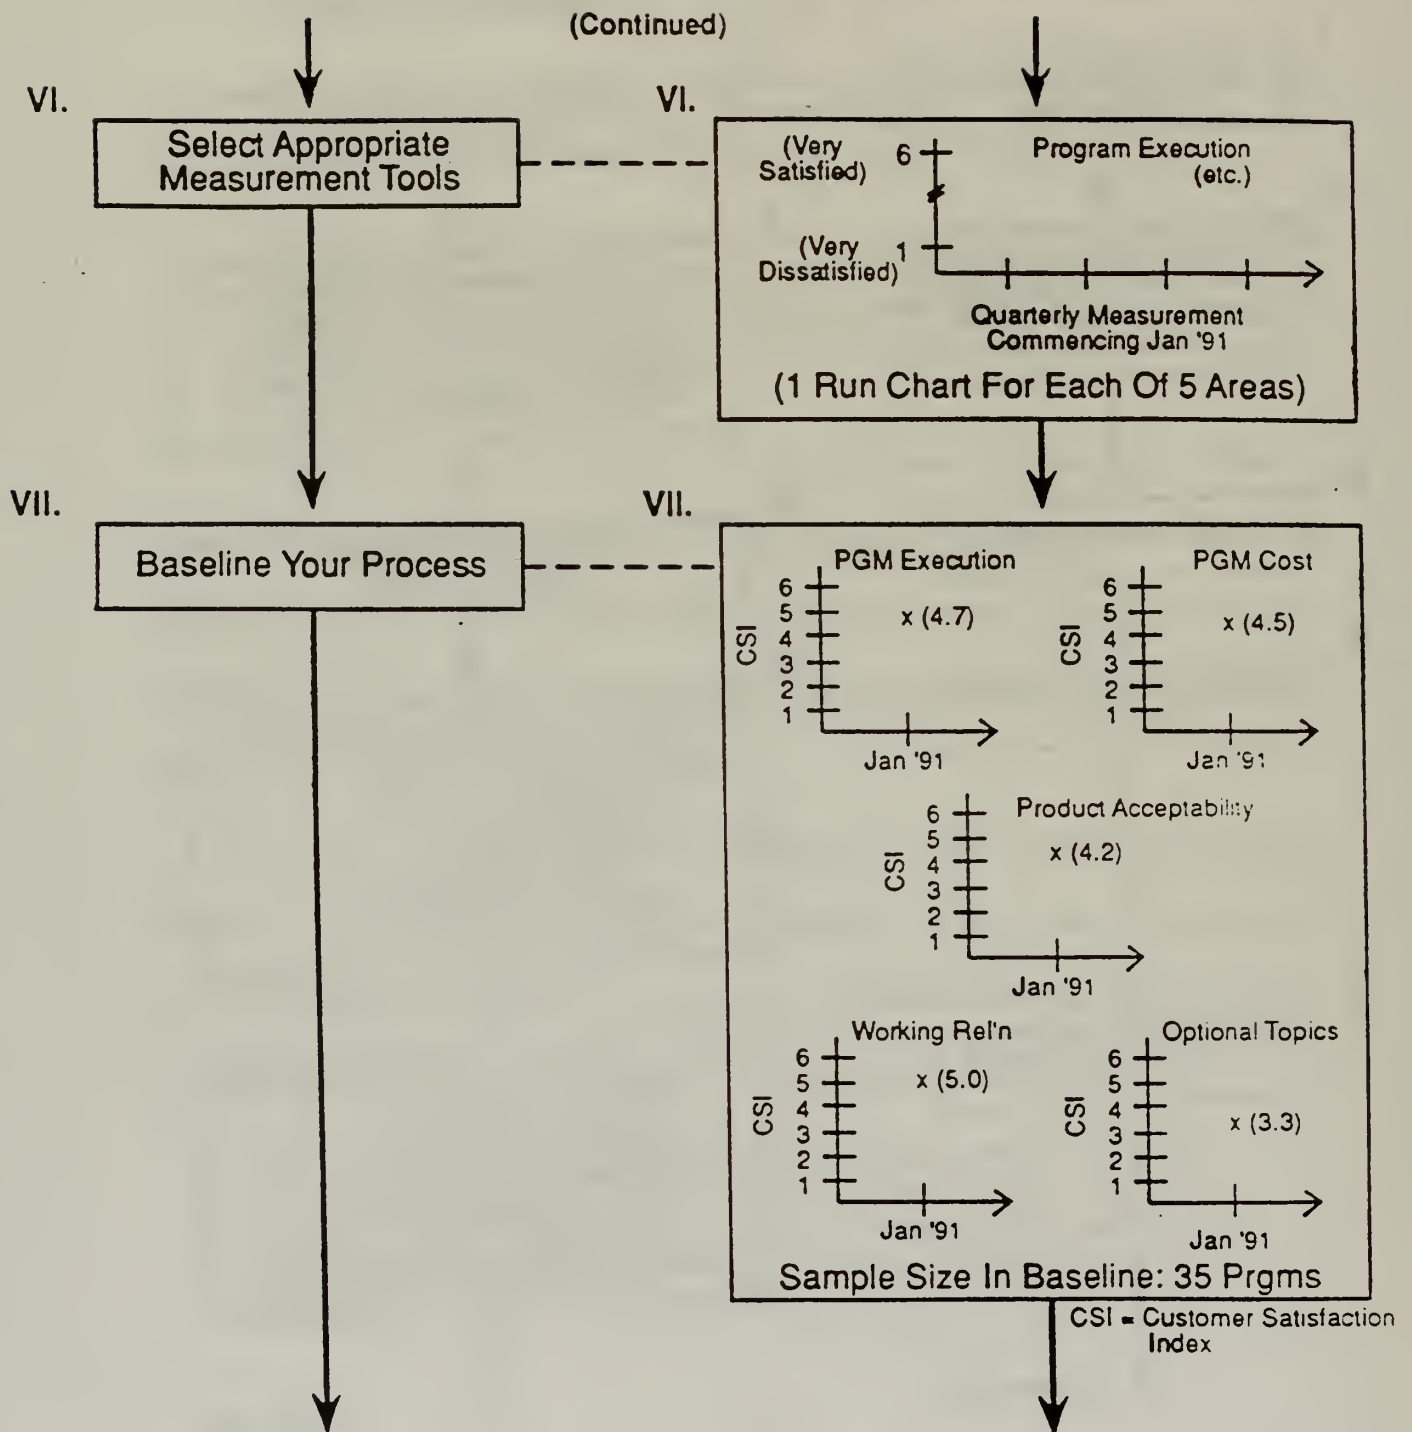 (Continued)
VI.
Select Appropriate
Measurement Tools
VI.
(Very
Satisfied)
6
Program Execution
(etc.)
(Very
Dissatisfied)
1
Quarterly Measurement
Commencing Jan '91
(1 Run Chart For Each Of 5 Areas)
VII.
Baseline Your Process
VII.
PGM Execution
CSI
6
5
4
3
2
1
x (4.7)
Jan '91
PGM Cost
CSI
6
5
4
3
2
1
x (4.5)
Jan '91
Product Acceptability
CSI
6
5
4
3
2
1
x (4.2)
Jan '91
Working Rel'n
CSI
6
5
4
3
2
1
x (5.0)
Jan '91
Optional Topics
CSI
6
5
4
3
2
1
x (3.3)
Jan '91
Sample Size In Baseline: 35 Prgms
CSI = Customer Satisfaction
Index